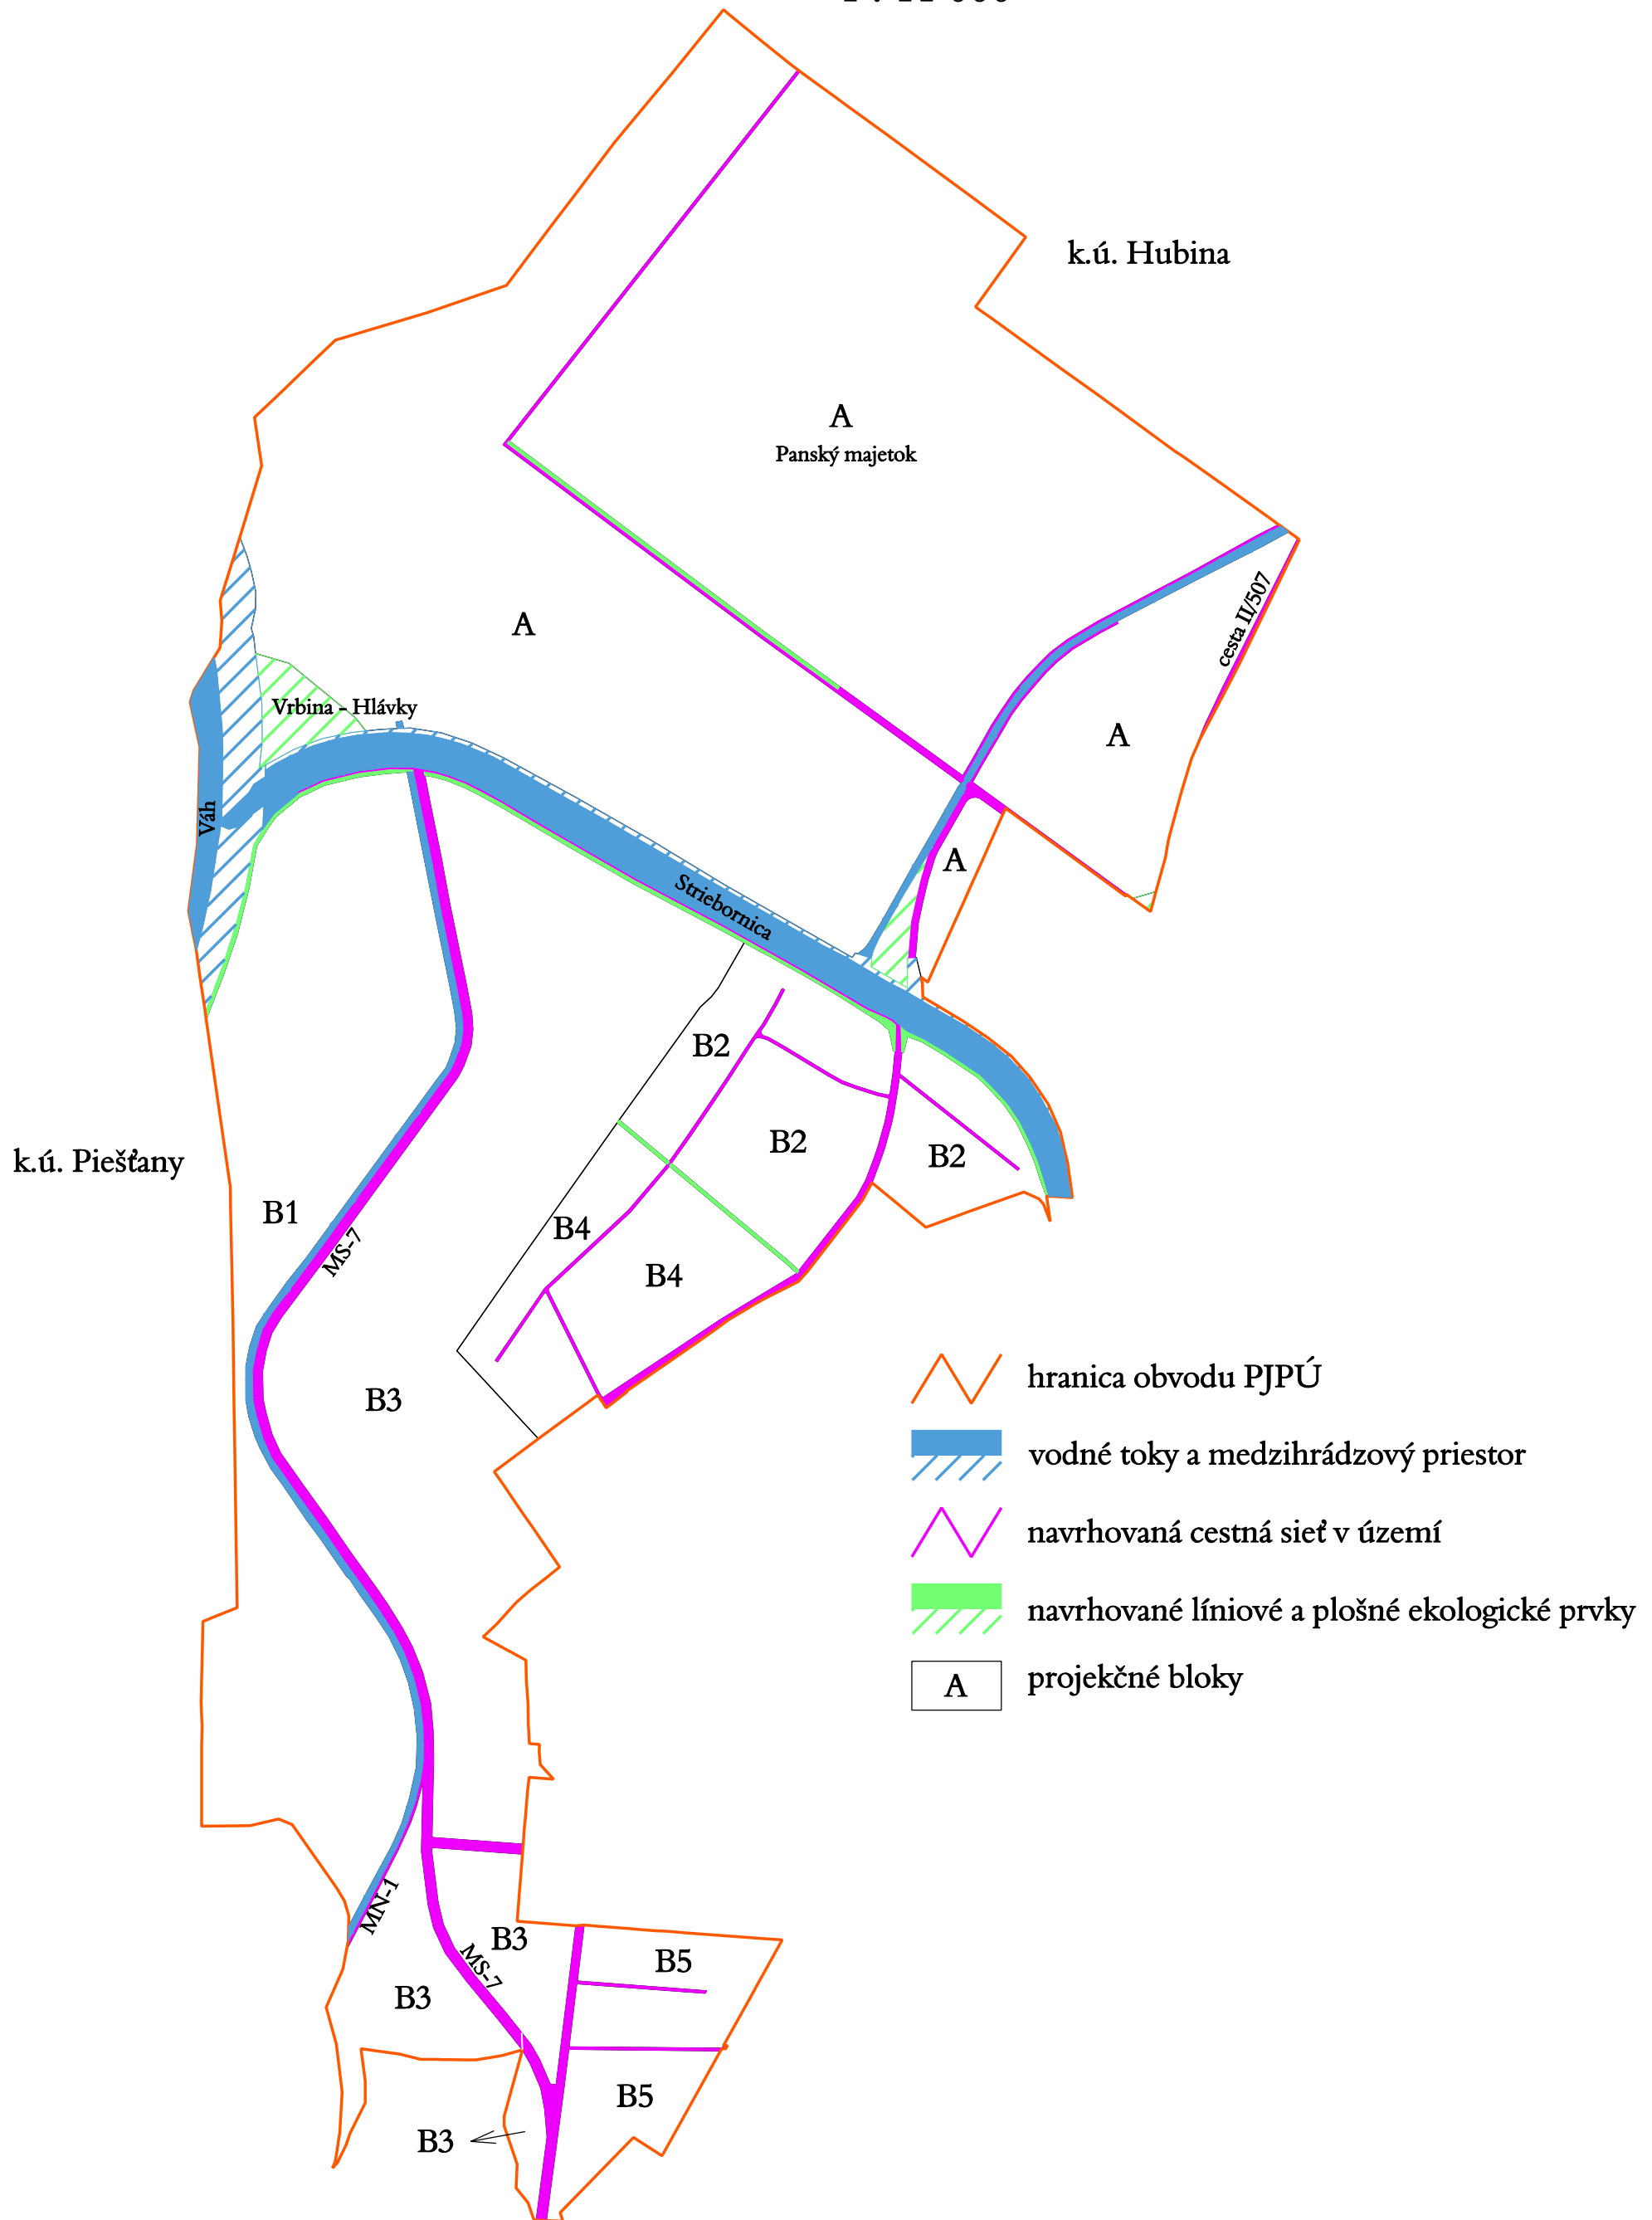 k.ú. Hubina
A
Panský majetok
cesta II/507
A
Vrbina - Hlávky
A
Váh
A
Striebornica
B2
B2
B2
k.ú. Piešťany
B1
MS-7
B4
B4
B3
hranica obvodu PJPÚ
vodné toky a medzihrádzový priestor
navrhovaná cestná sieť v území
navrhované líniové a plošné ekologické prvky
A projekčné bloky
MN-1
B3
MS-7
B5
B3
B5
B3